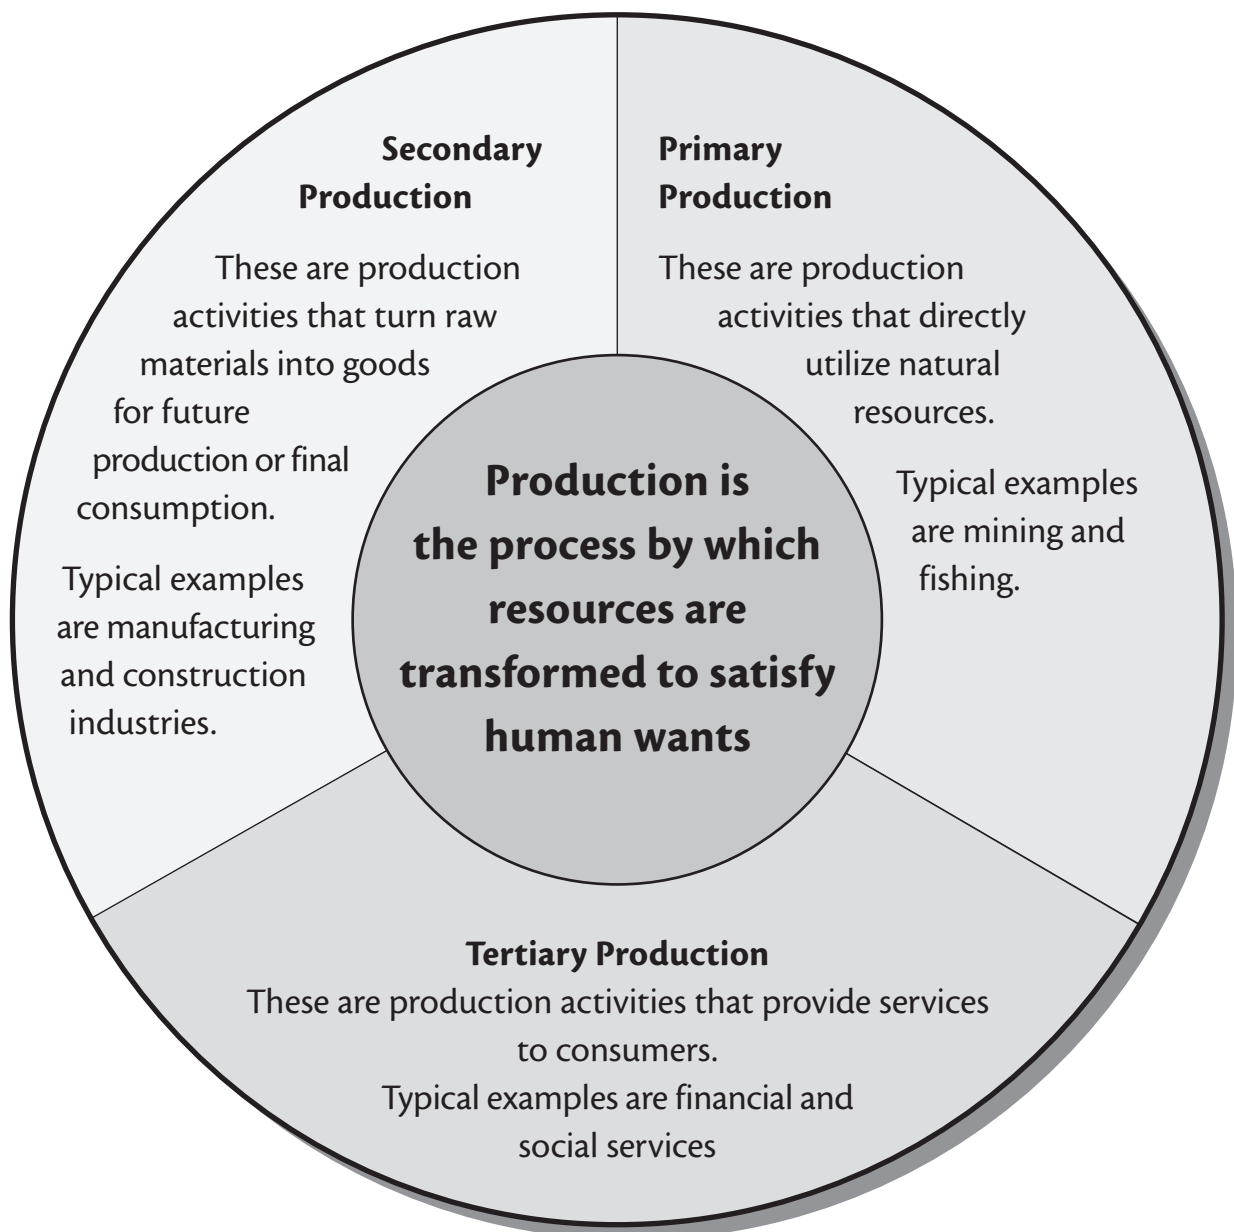 Secondary
Production
These are production
activities that turn raw
materials into goods
for future
production or final
consumption.
Typical examples
are manufacturing
and construction
industries.
Primary
Production
These are production
activities that directly
utilize natural
resources.
Typical examples
are mining and
fishing.
Production is
the process by which
resources are
transformed to satisfy
human wants
Tertiary Production
These are production activities that provide services
to consumers.
Typical examples are financial and
social services